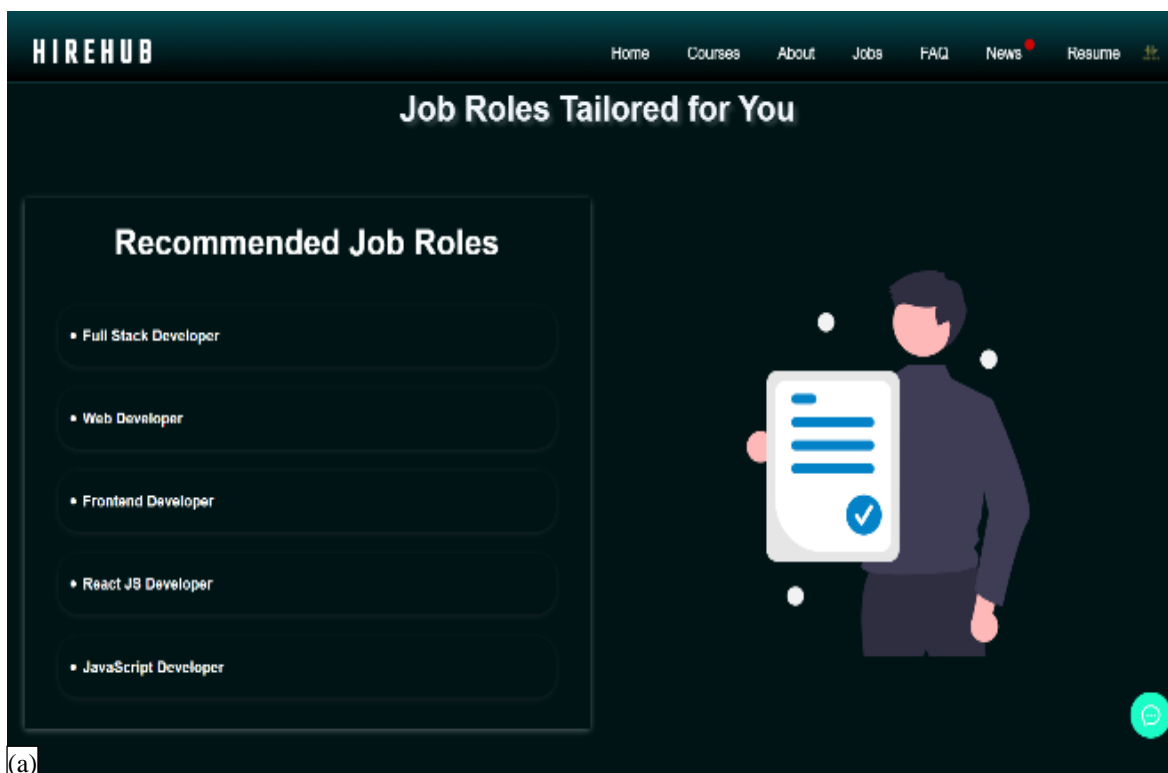 HIREHUB
Home Courses About Jobs FAQ News Resume
Job Roles Tailored for You
Recommended Job Roles
• Full Stack Developer
• Web Developer
• Frontend Developer
• React JS Developer
• JavaScript Developer
(a)